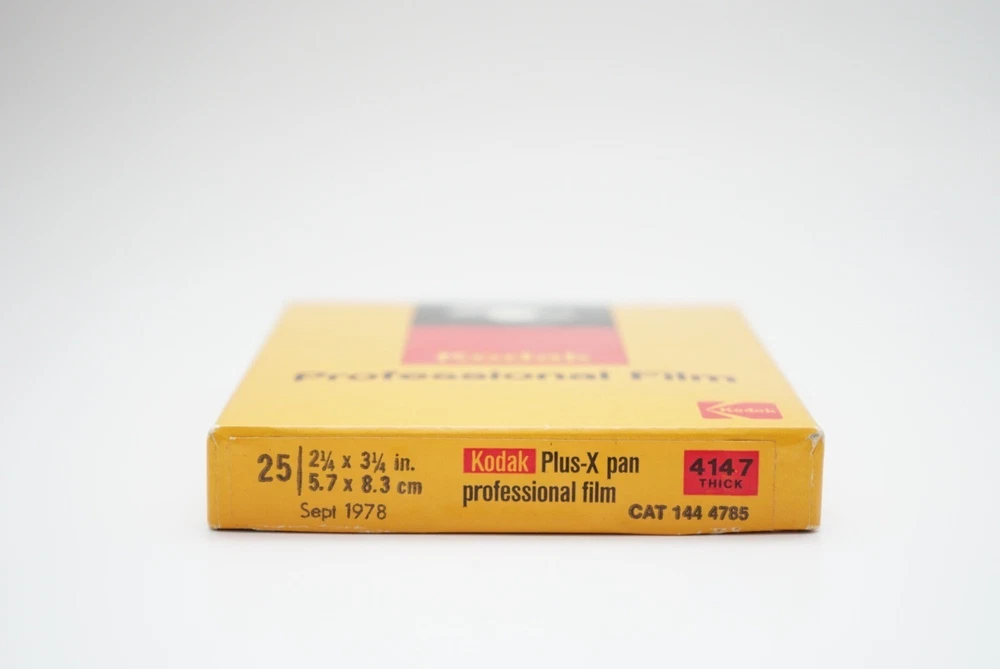 Kodak
Professional Film
Kodak
25 2¼ x 3¼ in.
5.7 x 8.3 cm
Sept 1978
Kodak Plus-X pan
professional film
4147
THICK
CAT 144 4785